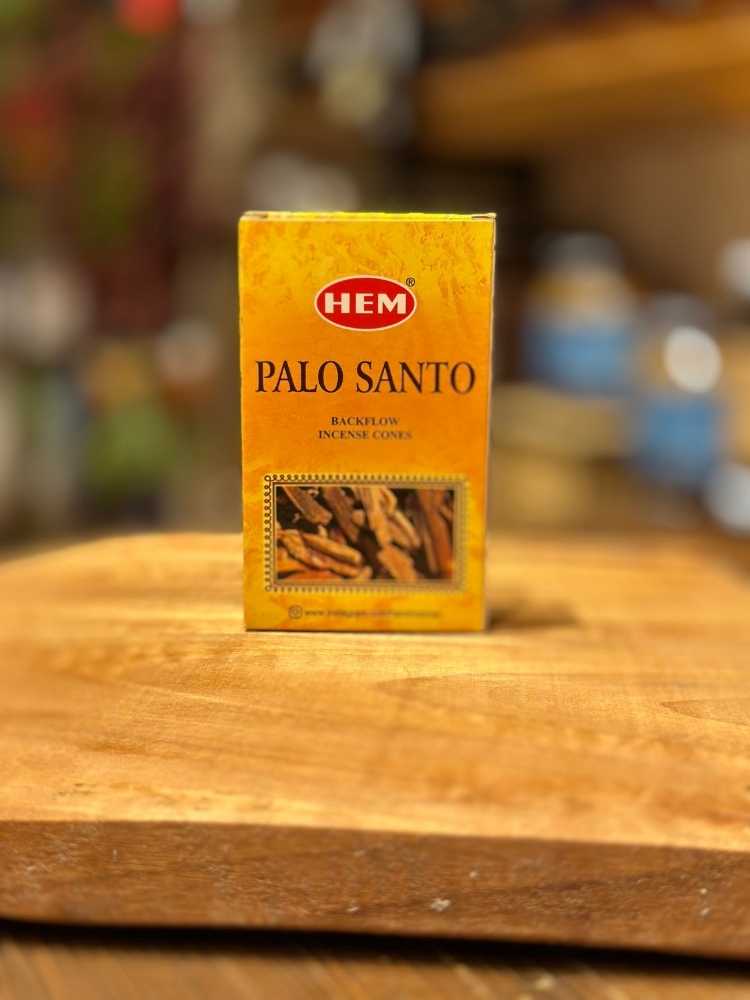 HEM®
PALO SANTO
BACKFLOW
INCENSE CONES